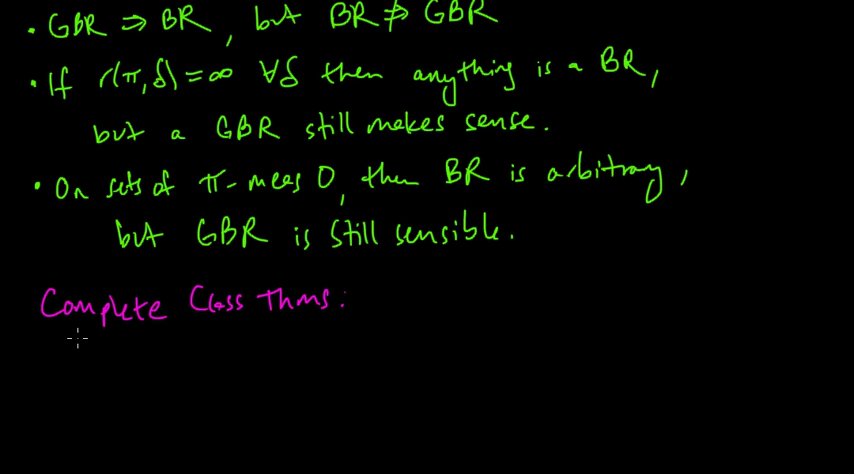 • GBR ⇒ BR, but BR ⇏ GBR
• If r(π, δ) = ∞ ∀δ then anything is a BR,
but a GBR still makes sense.
• On sets of π-meas 0, then BR is arbitrary,
but GBR is still sensible.
Complete Class Thms: